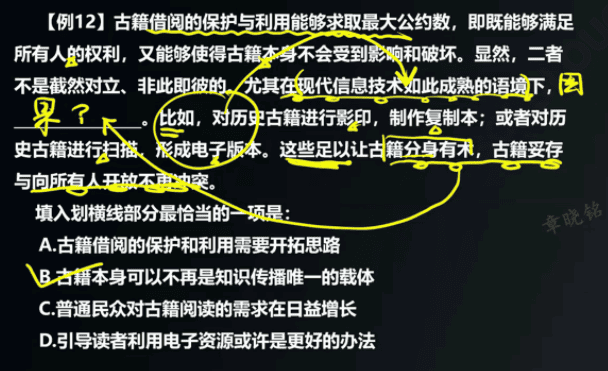 【例12】古籍借阅的保护与利用能够求取最大公约数，即既能够满足
所有人的权利，又能够使得古籍本身不会受到影响和破坏。显然，二者
不是截然对立、非此即彼的。尤其在现代信息技术如此成熟的语境下，因
果？
____________。比如，对历史古籍进行影印，制作复制本；或者对历
史古籍进行扫描，形成电子版本。这些足以让古籍分身有术，古籍妥存
与向所有人开放不再冲突。
填入划横线部分最恰当的一项是：
A.古籍借阅的保护和利用需要开拓思路
B.古籍本身可以不再是知识传播唯一的载体
C.普通民众对古籍阅读的需求在日益增长
D.引导读者利用电子资源或许是更好的办法
章晓铭